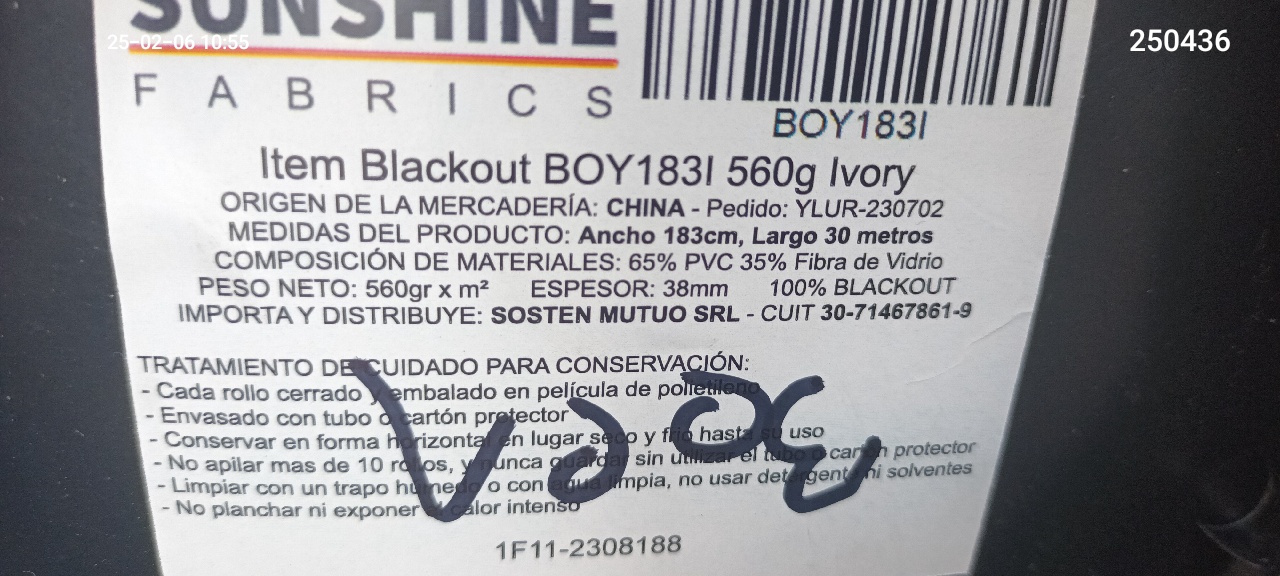 SUNSHINE
25-02-06 10:55
250436
FABRICS
BOY183I
Item Blackout BOY183I 560g Ivory
ORIGEN DE LA MERCADERÍA: CHINA - Pedido: YLUR-230702
MEDIDAS DEL PRODUCTO: Ancho 183cm, Largo 30 metros
COMPOSICIÓN DE MATERIALES: 65% PVC 35% Fibra de Vidrio
PESO NETO: 560gr x m² ESPESOR: 38mm 100% BLACKOUT
IMPORTA Y DISTRIBUYE: SOSTEN MUTUO SRL - CUIT 30-71467861-9
TRATAMIENTO DE CUIDADO PARA CONSERVACIÓN:
- Cada rollo cerrado y embalado en película de polietileno
- Envasado con tubo o cartón protector
- Conservar en forma horizontal en lugar seco y frio hasta su uso
- No apilar mas de 10 rollos, y nunca guardar sin utilizar el tubo o cartón protector
- Limpiar con un trapo humedo o con agua limpia, no usar detergente ni solventes
- No planchar ni exponer al calor intenso
1F11-2308188